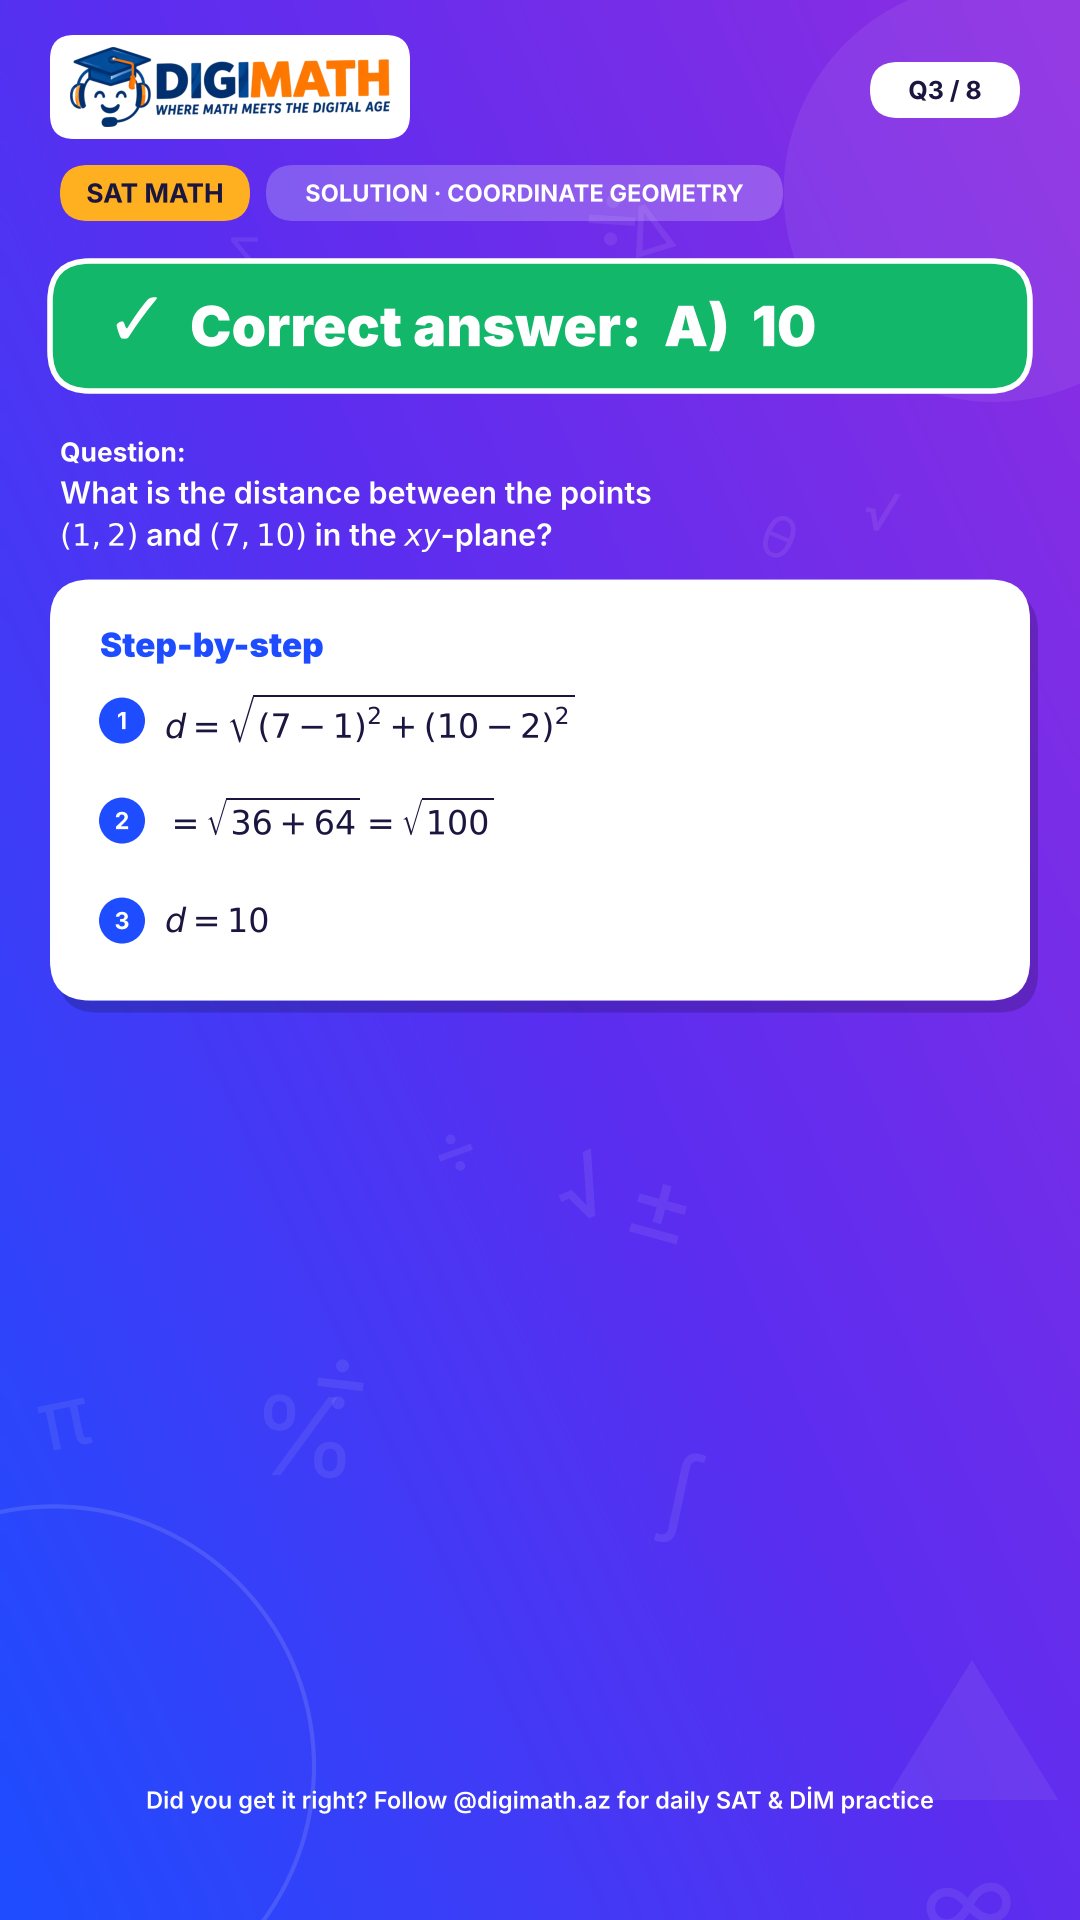 DIGIMATH
WHERE MATH MEETS THE DIGITAL AGE
Q3 / 8
SAT MATH
SOLUTION · COORDINATE GEOMETRY
✓ Correct answer: A) 10
Question:
What is the distance between the points
(1, 2) and (7, 10) in the xy-plane?
Step-by-step
1 d = √((7 − 1)² + (10 − 2)²)
2 = √(36 + 64) = √100
3 d = 10
Did you get it right? Follow @digimath.az for daily SAT & DİM practice